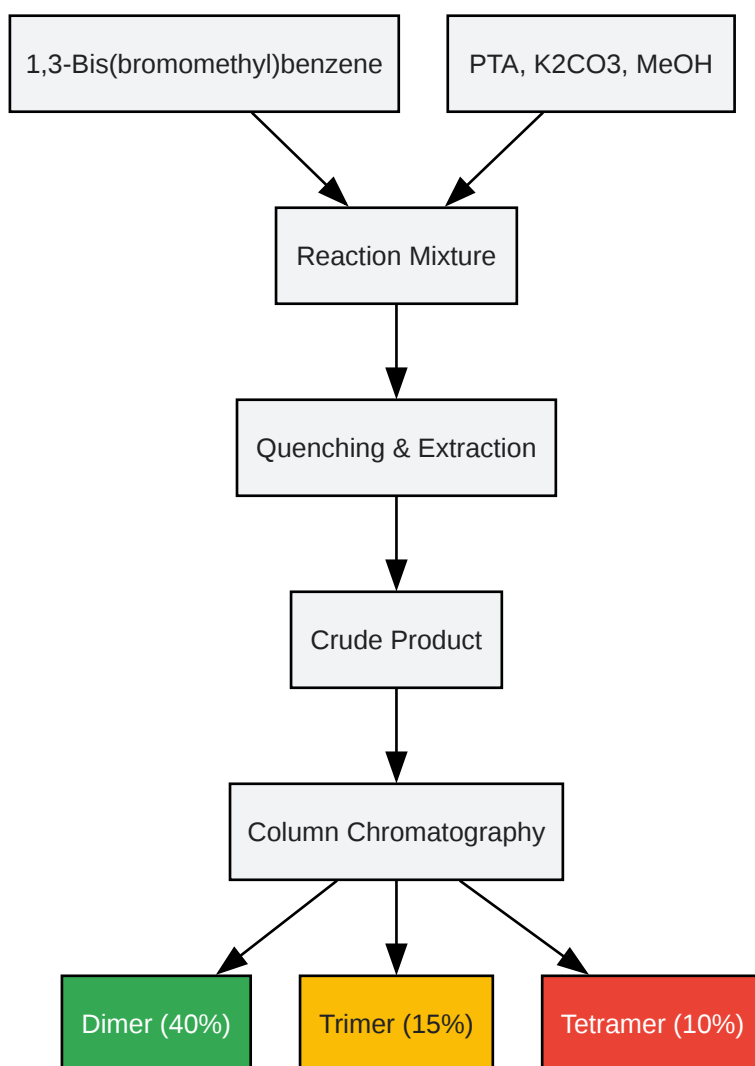 1,3-Bis(bromomethyl)benzene
PTA, K2CO3, MeOH
Reaction Mixture
Quenching & Extraction
Crude Product
Column Chromatography
Dimer (40%)
Trimer (15%)
Tetramer (10%)